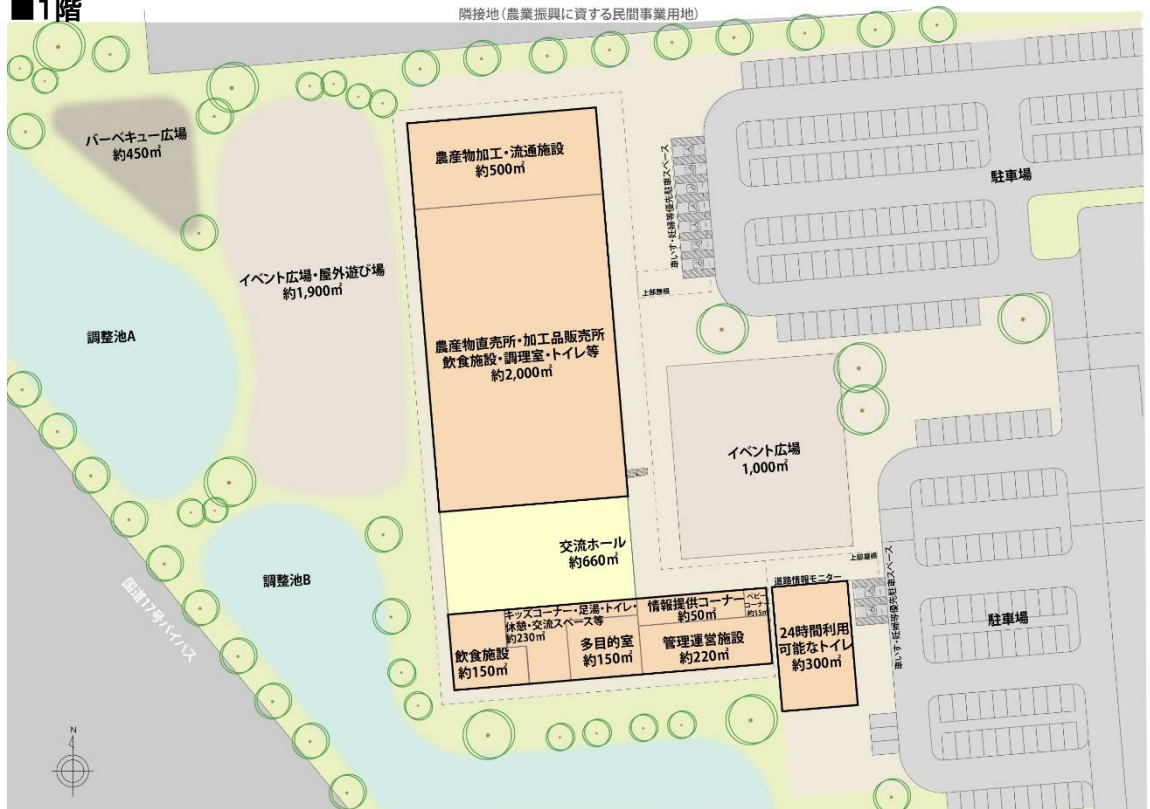 ■1階
隣接地(農業振興に資する民間事業用地)
バーベキュー広場
約450㎡
農産物加工・流通施設
約500㎡
車いす・妊婦等優先駐車スペース
駐車場
イベント広場・屋外遊び場
約1,900㎡
上部屋根
調整池A
農産物直売所・加工品販売所
飲食施設・調理室・トイレ等
約2,000㎡
イベント広場
1,000㎡
交流ホール
約660㎡
上部屋根
調整池B
道路情報モニター
車いす・妊婦等優先駐車スペース
国道17号バイパス
キッズコーナー・足湯・トイレ・
休憩・交流スペース等
約230㎡
情報提供コーナー
約50㎡
ベビー
コーナー
約15㎡
飲食施設
約150㎡
多目的室
約150㎡
管理運営施設
約220㎡
24時間利用
可能なトイレ
約300㎡
駐車場
N